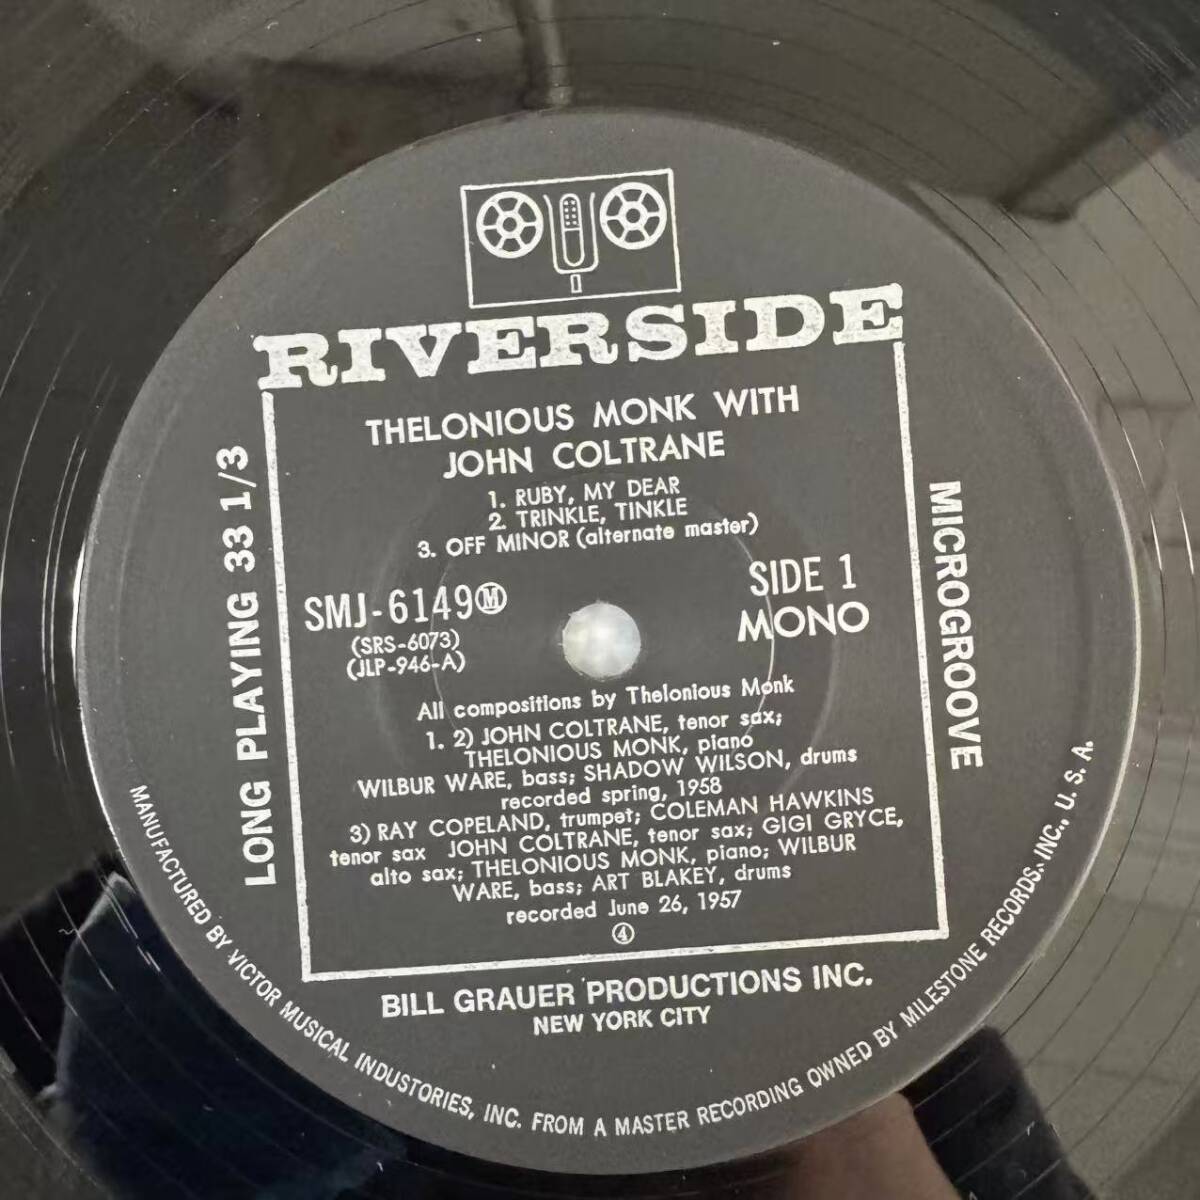 RIVERSIDE
THELONIOUS MONK WITH
JOHN COLTRANE
1. RUBY, MY DEAR
2. TRINKLE, TINKLE
3. OFF MINOR (alternate master)
SMJ-6149Ⓜ
(SRS-6073)
(JLP-946-A)
SIDE 1
MONO
LONG PLAYING 33 1/3
MICROGROOVE
All compositions by Thelonious Monk
1. 2) JOHN COLTRANE, tenor sax;
THELONIOUS MONK, piano
WILBUR WARE, bass; SHADOW WILSON, drums
recorded spring, 1958
3) RAY COPELAND, trumpet; COLEMAN HAWKINS
tenor sax JOHN COLTRANE, tenor sax; GIGI GRYCE,
alto sax; THELONIOUS MONK, piano; WILBUR
WARE, bass; ART BLAKEY, drums
recorded June 26, 1957
④
BILL GRAUER PRODUCTIONS INC.
NEW YORK CITY
MANUFACTURED BY VICTOR MUSICAL INDUSTORIES, INC. FROM A MASTER RECORDING OWNED BY MILESTONE RECORDS. INC., U. S. A.